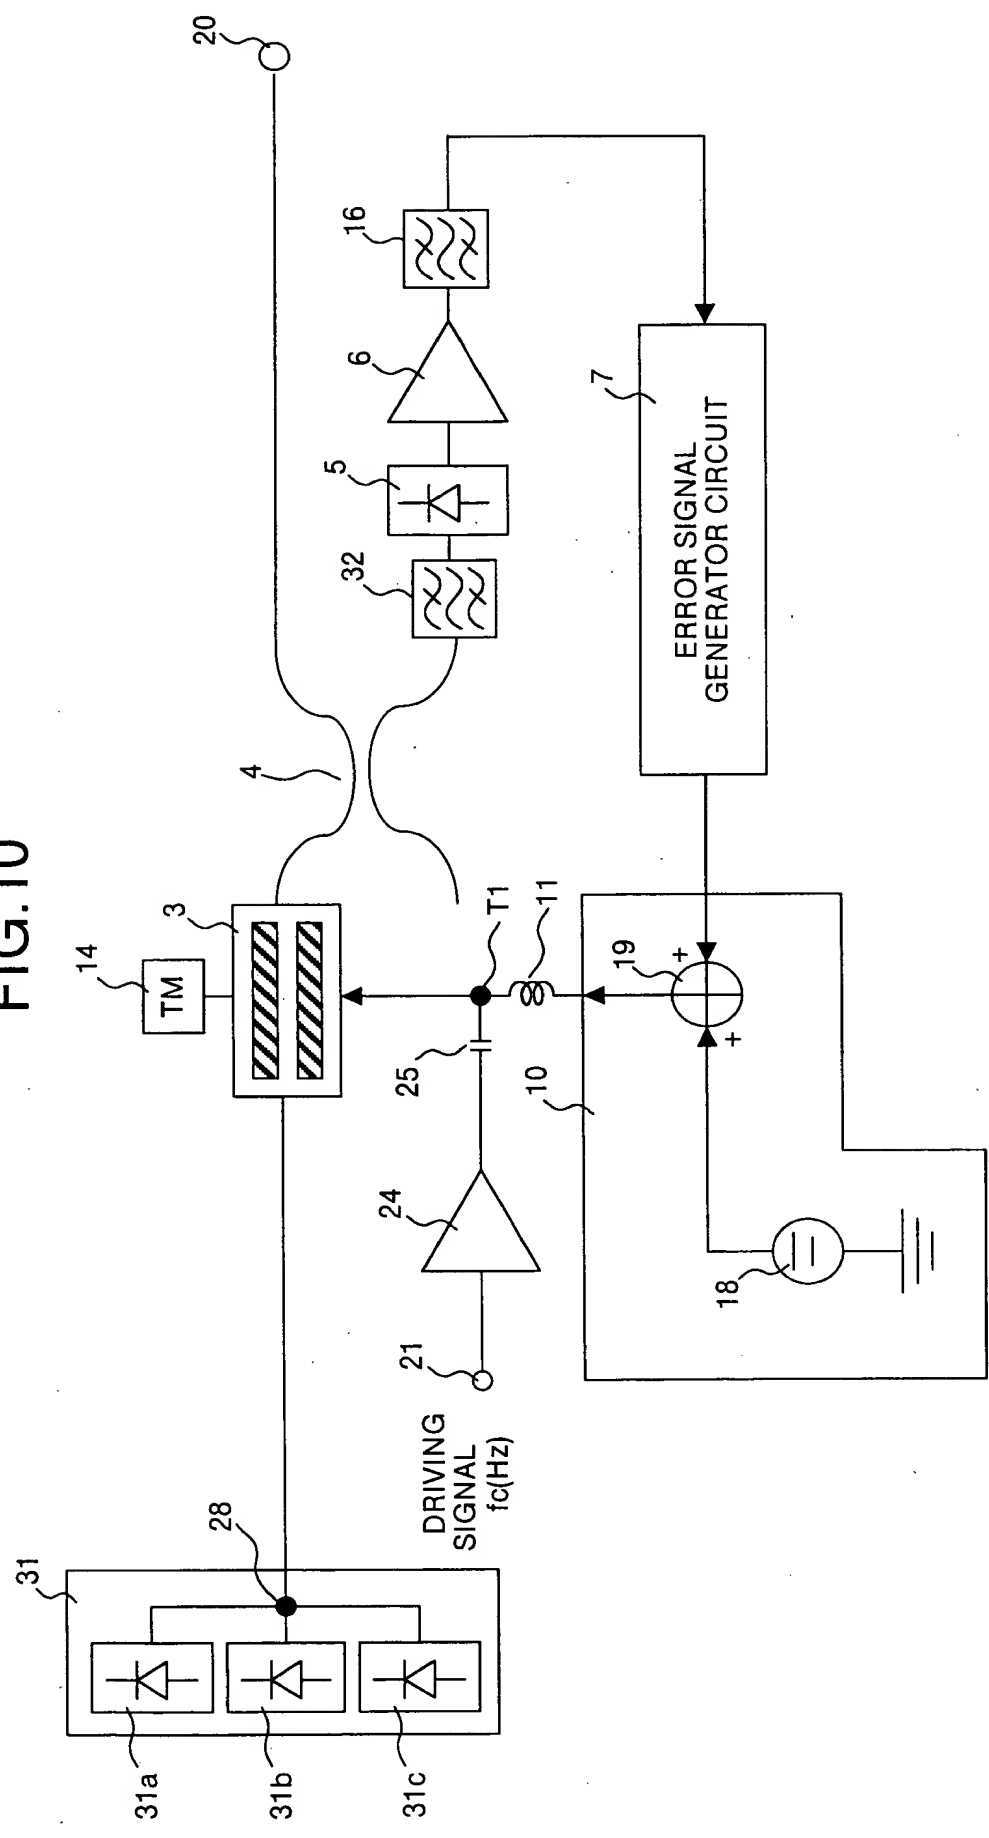 FIG.10
31
31a
31b
31c
28
14
TM
3
4
20
DRIVING
SIGNAL
fc(Hz)
21
24
25
T1
11
32
5
6
16
10
18
19
+
+
7
ERROR SIGNAL
GENERATOR CIRCUIT